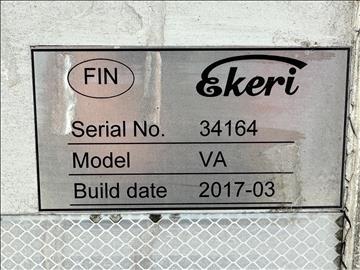 FIN Ekeri
Serial No. 34164
Model VA
Build date 2017-03